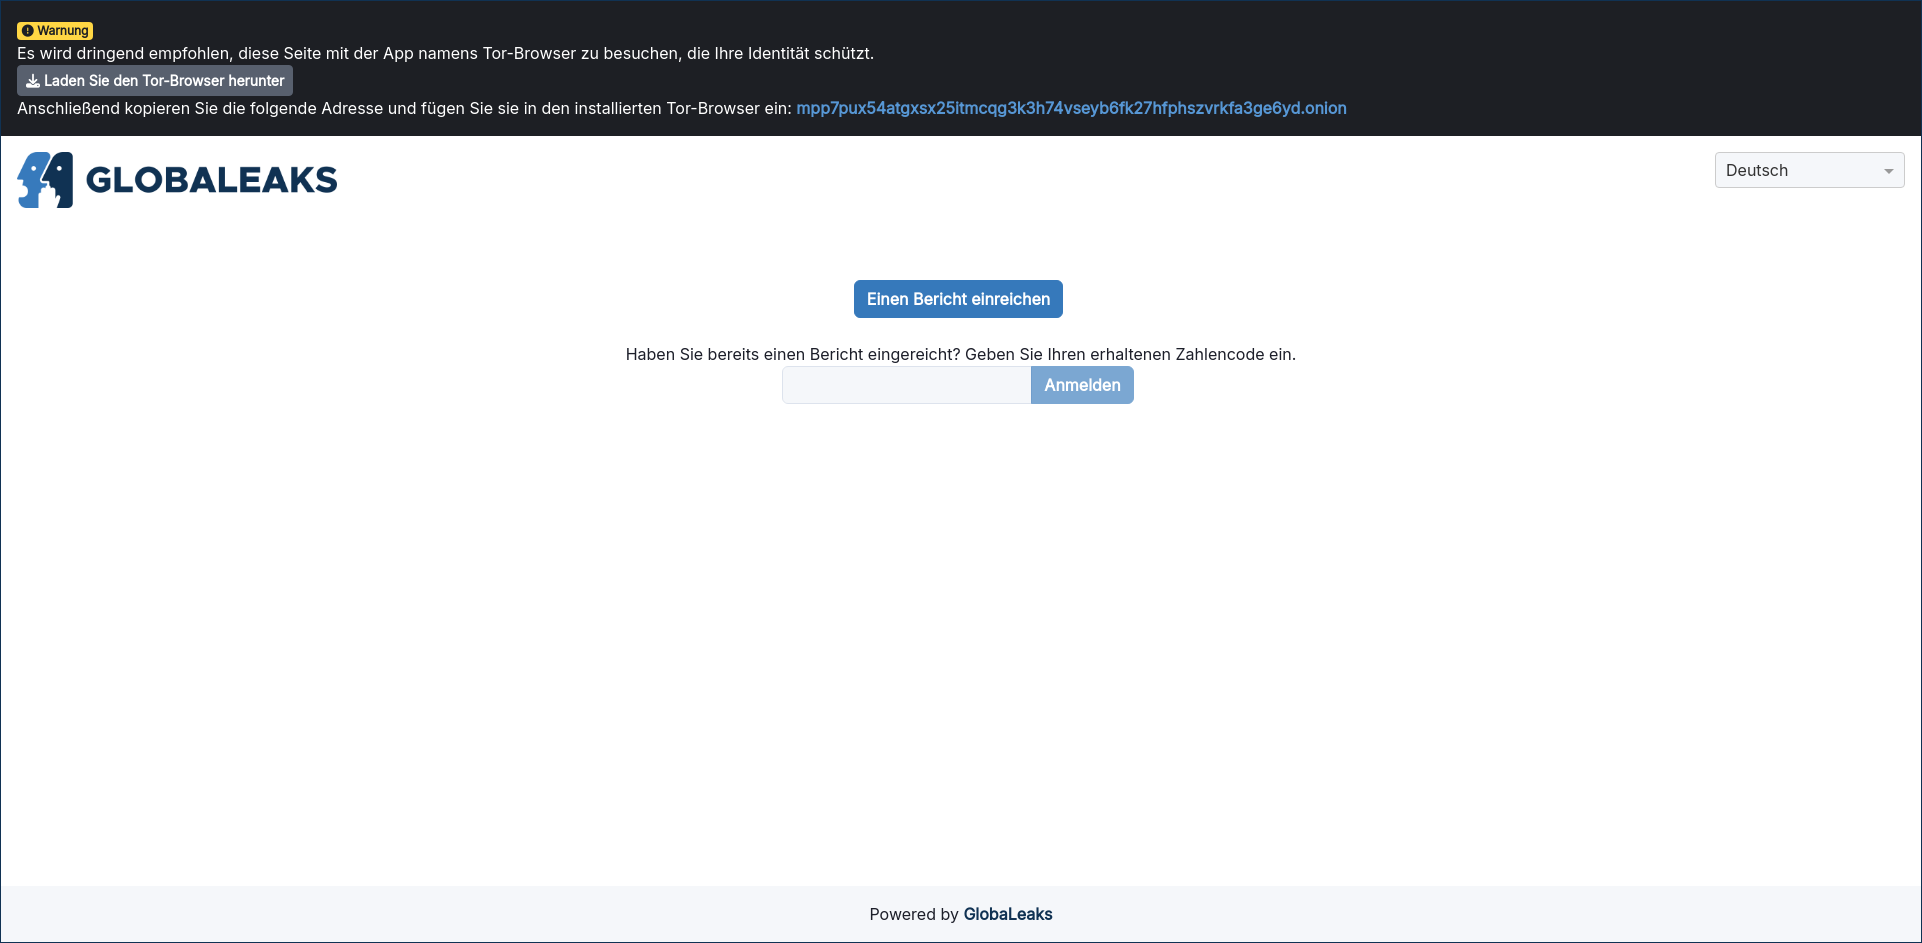 Warnung
Es wird dringend empfohlen, diese Seite mit der App namens Tor-Browser zu besuchen, die Ihre Identität schützt.
Laden Sie den Tor-Browser herunter
Anschließend kopieren Sie die folgende Adresse und fügen Sie sie in den installierten Tor-Browser ein: mpp7pux54atgxsx25itmcqg3k3h74vseyb6fk27hfphszvrkfa3ge6yd.onion
GLOBALEAKS
Deutsch
Einen Bericht einreichen
Haben Sie bereits einen Bericht eingereicht? Geben Sie Ihren erhaltenen Zahlencode ein.
Anmelden
Powered by GlobaLeaks